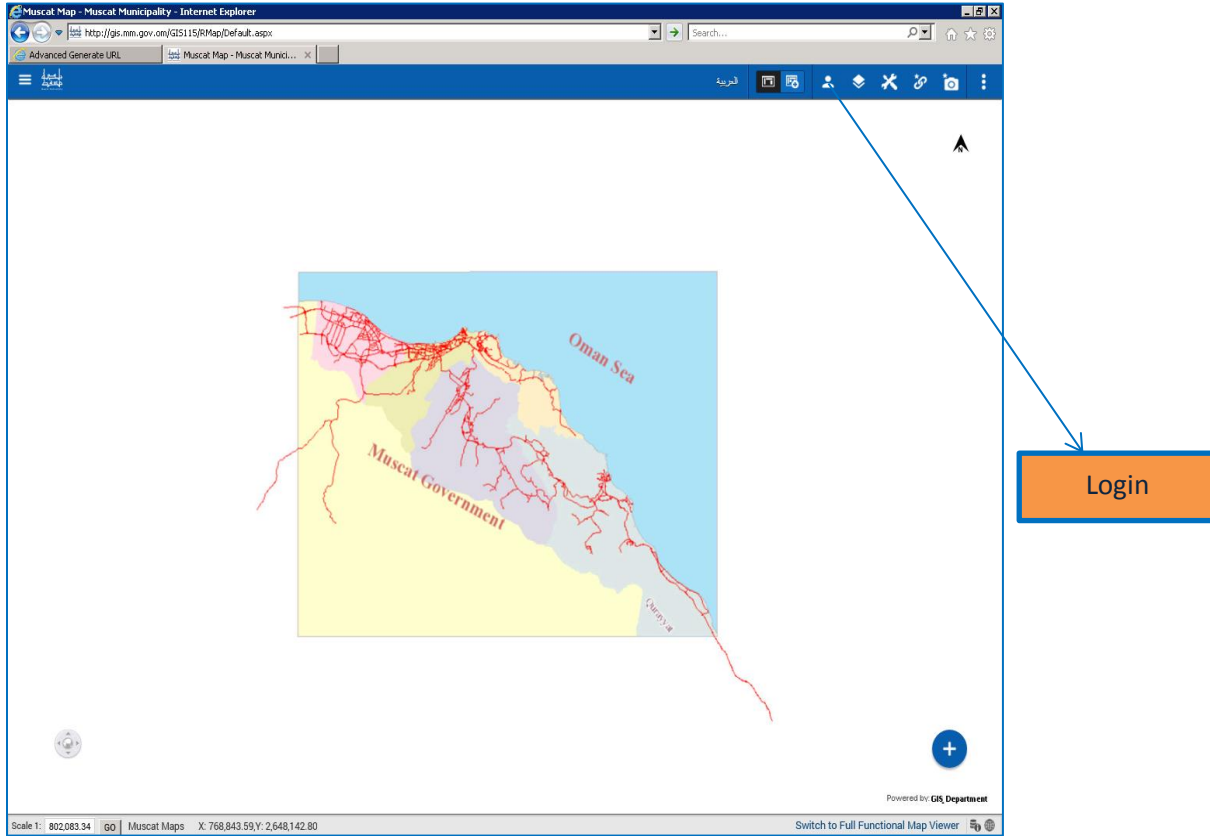 Muscat Map - Muscat Municipality - Internet Explorer
http://gis.mm.gov.om/GIS115/RMap/Default.aspx
Search...
Advanced Generate URL
Muscat Map - Muscat Munici...
العربية
N
Oman Sea
Muscat Government
Login
Powered by: GIS_Department
Scale 1: 802,083.34 GO Muscat Maps X: 768,843.59,Y: 2,648,142.80
Switch to Full Functional Map Viewer